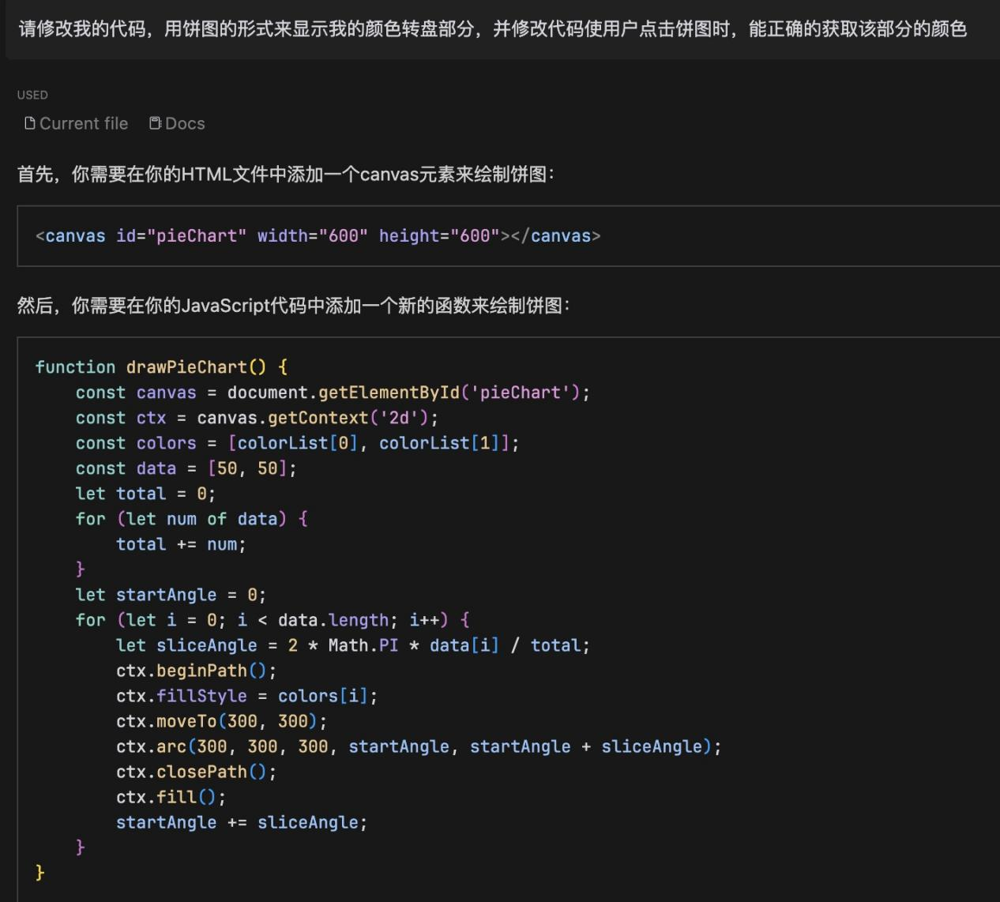 请修改我的代码，用饼图的形式来显示我的颜色转盘部分，并修改代码使用户点击饼图时，能正确的获取该部分的颜色
USED
Current file Docs
首先，你需要在你的HTML文件中添加一个canvas元素来绘制饼图：
<canvas id="pieChart" width="600" height="600"></canvas>
然后，你需要在你的JavaScript代码中添加一个新的函数来绘制饼图：
function drawPieChart() {
    const canvas = document.getElementById('pieChart');
    const ctx = canvas.getContext('2d');
    const colors = [colorList[0], colorList[1]];
    const data = [50, 50];
    let total = 0;
    for (let num of data) {
        total += num;
    }
    let startAngle = 0;
    for (let i = 0; i < data.length; i++) {
        let sliceAngle = 2 * Math.PI * data[i] / total;
        ctx.beginPath();
        ctx.fillStyle = colors[i];
        ctx.moveTo(300, 300);
        ctx.arc(300, 300, 300, startAngle, startAngle + sliceAngle);
        ctx.closePath();
        ctx.fill();
        startAngle += sliceAngle;
    }
}